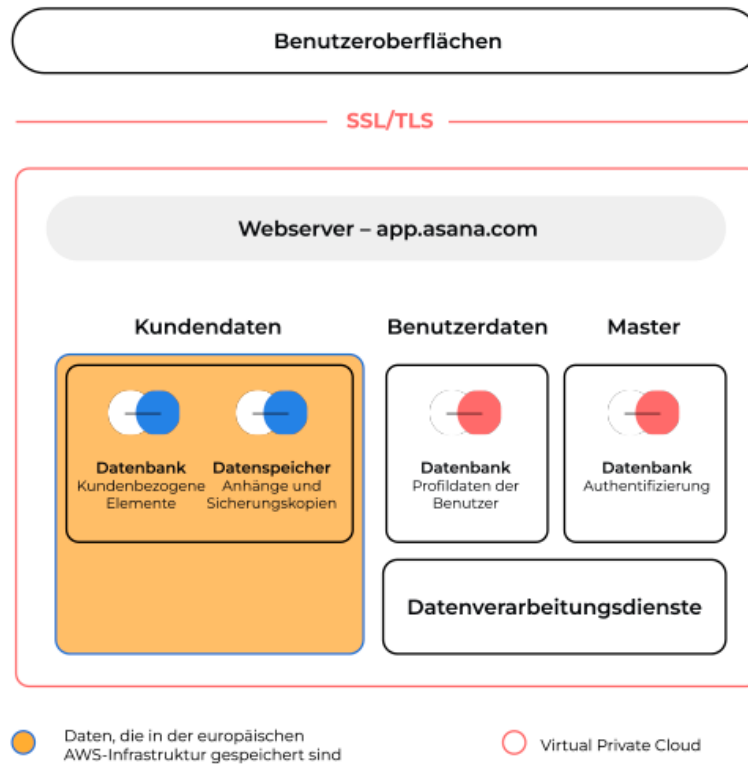 Benutzeroberflächen
SSL/TLS
Webserver – app.asana.com
Kundendaten
Benutzerdaten
Master
Datenbank
Kundenbezogene
Elemente
Datenspeicher
Anhänge und
Sicherungskopien
Datenbank
Profildaten der
Benutzer
Datenbank
Authentifizierung
Datenverarbeitungsdienste
Daten, die in der europäischen
AWS-Infrastruktur gespeichert sind
Virtual Private Cloud